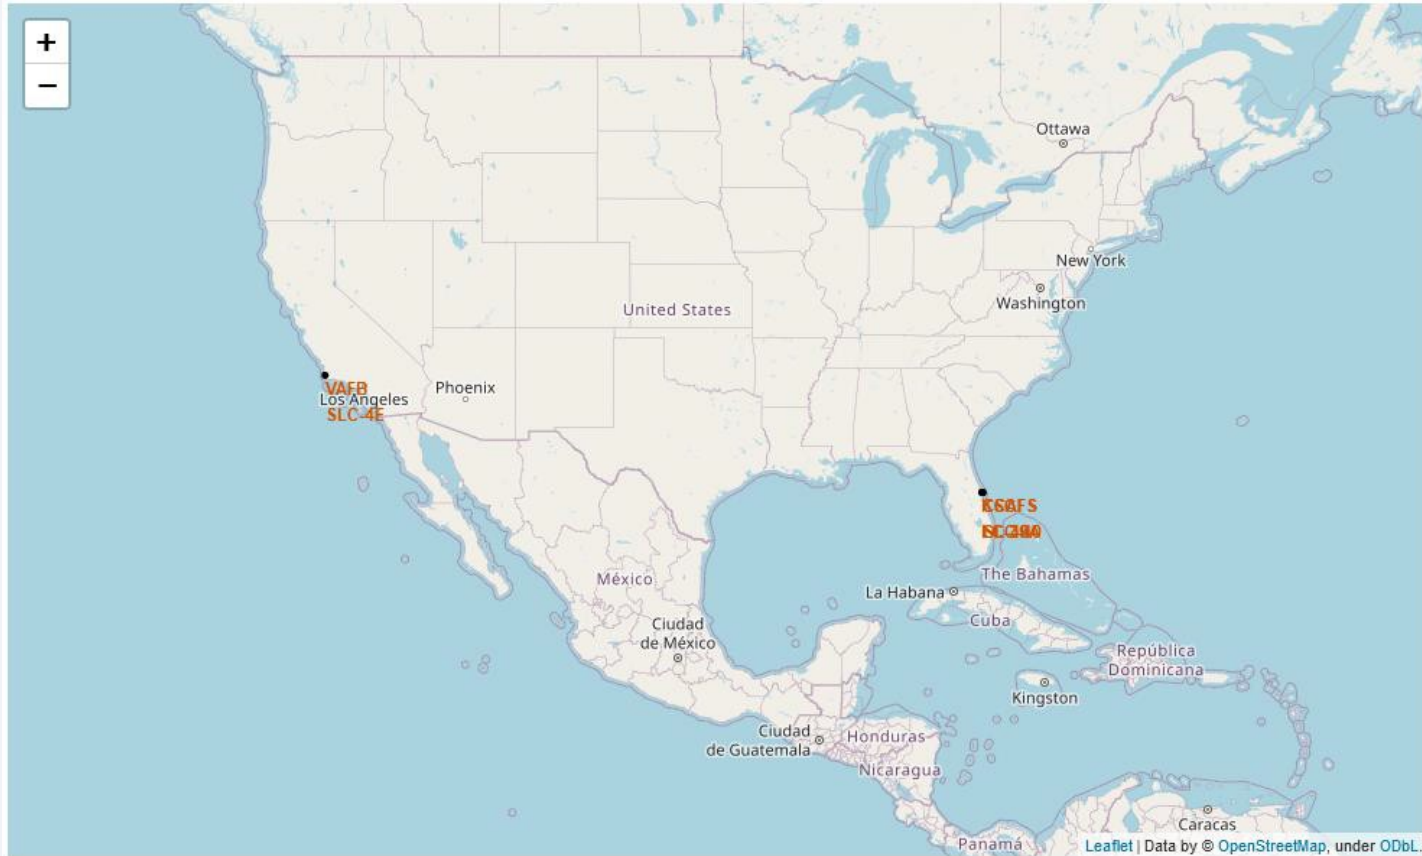 +
−
Ottawa
New York
Washington
United States
VAFB
Los Angeles
SLC-4E
Phoenix
The Bahamas
México
La Habana
Cuba
Ciudad
de México
República
Dominicana
Kingston
Ciudad
de Guatemala
Honduras
Nicaragua
Caracas
Panamá
Leaflet | Data by © OpenStreetMap, under ODbL.